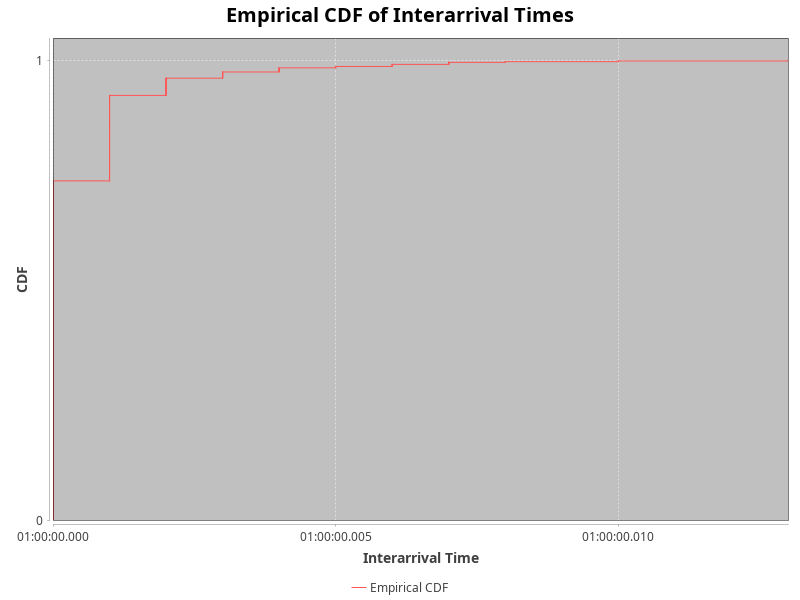 Empirical CDF of Interarrival Times
1
CDF
0
01:00:00.000 01:00:00.005 01:00:00.010
Interarrival Time
Empirical CDF